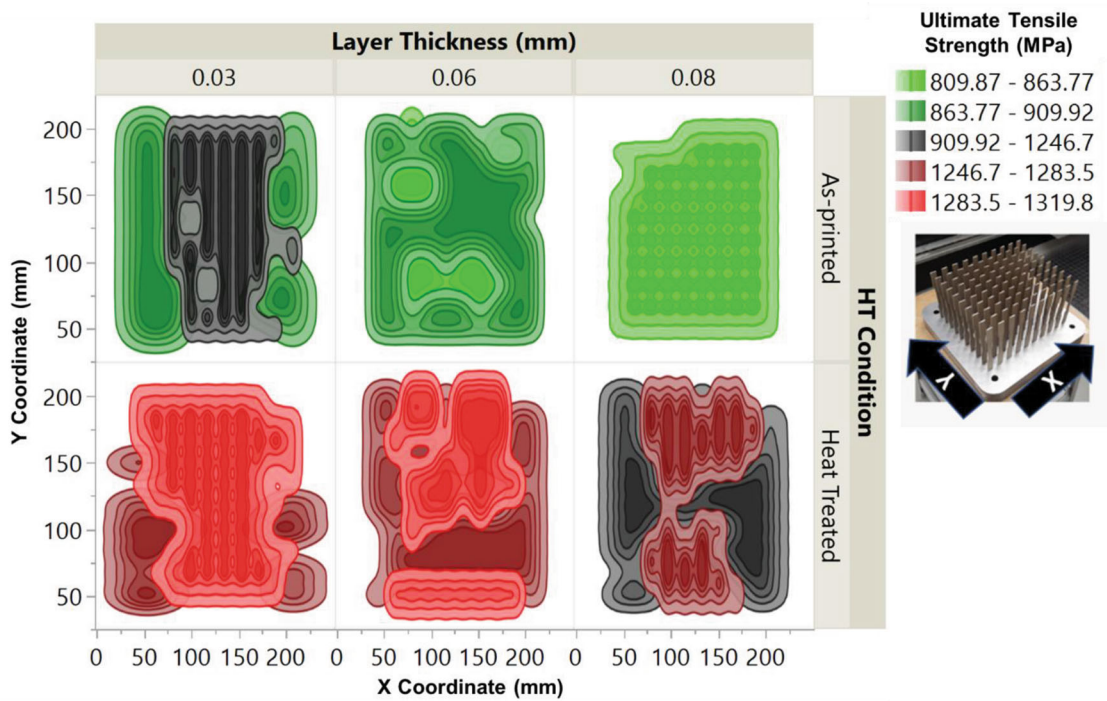 Layer Thickness (mm)
0.03 0.06 0.08
Ultimate Tensile
Strength (MPa)
809.87 - 863.77
863.77 - 909.92
909.92 - 1246.7
1246.7 - 1283.5
1283.5 - 1319.8
Y Coordinate (mm)
200
150
100
50
200
150
100
50
As-printed
Heat Treated
HT Condition
Y
X
0 50 100 150 200 0 50 100 150 200 0 50 100 150 200
X Coordinate (mm)